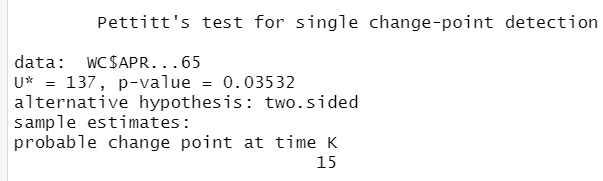 Pettitt's test for single change-point detection
data: WC$APR...65
U* = 137, p-value = 0.03532
alternative hypothesis: two.sided
sample estimates:
probable change point at time K
15